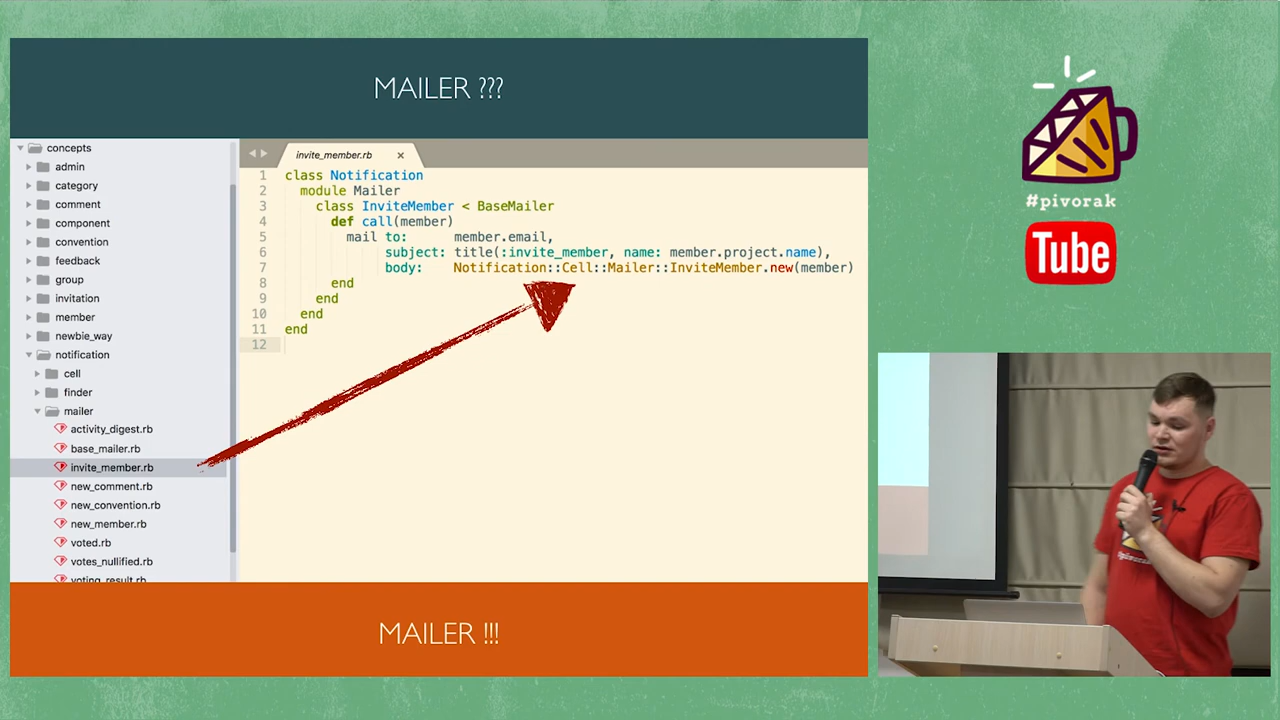 MAILER ???
concepts
admin
category
comment
component
convention
feedback
group
invitation
member
newbie_way
notification
cell
finder
mailer
activity_digest.rb
base_mailer.rb
invite_member.rb
new_comment.rb
new_convention.rb
new_member.rb
voted.rb
votes_nullified.rb
voting_result.rb
invite_member.rb ×
1 class Notification
2 module Mailer
3 class InviteMember < BaseMailer
4 def call(member)
5 mail to: member.email,
6 subject: title(:invite_member, name: member.project.name),
7 body: Notification::Cell::Mailer::InviteMember.new(member)
8 end
9 end
10 end
11 end
12
MAILER !!!
#pivorak
Tube